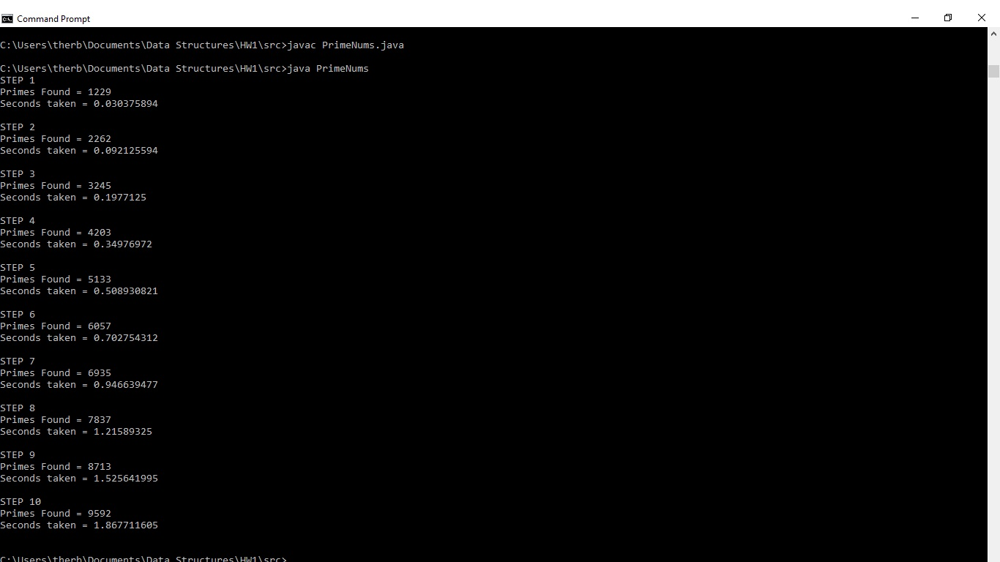 Command Prompt
C:\Users\therb\Documents\Data Structures\HW1\src>javac PrimeNums.java
C:\Users\therb\Documents\Data Structures\HW1\src>java PrimeNums
STEP 1
Primes Found = 1229
Seconds taken = 0.030375894
STEP 2
Primes Found = 2262
Seconds taken = 0.092125594
STEP 3
Primes Found = 3245
Seconds taken = 0.1977125
STEP 4
Primes Found = 4203
Seconds taken = 0.34976972
STEP 5
Primes Found = 5133
Seconds taken = 0.508930821
STEP 6
Primes Found = 6057
Seconds taken = 0.702754312
STEP 7
Primes Found = 6935
Seconds taken = 0.946639477
STEP 8
Primes Found = 7837
Seconds taken = 1.21589325
STEP 9
Primes Found = 8713
Seconds taken = 1.525641995
STEP 10
Primes Found = 9592
Seconds taken = 1.867711605
C:\Users\therb\Documents\Data Structures\HW1\src>